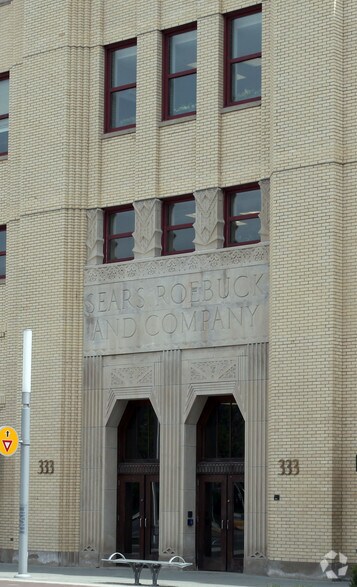 SEARS ROEBUCK
AND COMPANY
333
333